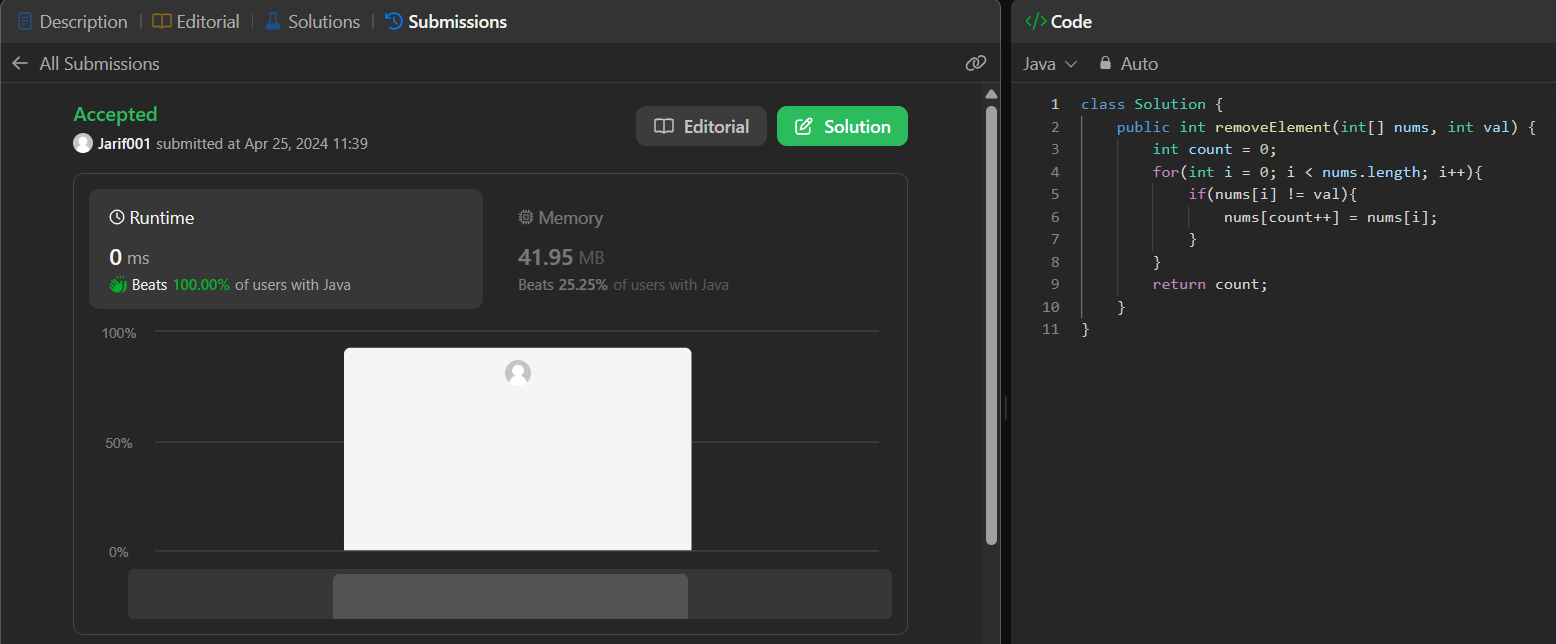 Description | Editorial | Solutions | Submissions
All Submissions
Accepted
Jarif001 submitted at Apr 25, 2024 11:39
Editorial
Solution
Runtime
0 ms
Beats 100.00% of users with Java
Memory
41.95 MB
Beats 25.25% of users with Java
100%
50%
0%
</> Code
Java Auto
1 class Solution {
2     public int removeElement(int[] nums, int val) {
3         int count = 0;
4         for(int i = 0; i < nums.length; i++){
5             if(nums[i] != val){
6                 nums[count++] = nums[i];
7             }
8         }
9         return count;
10     }
11 }